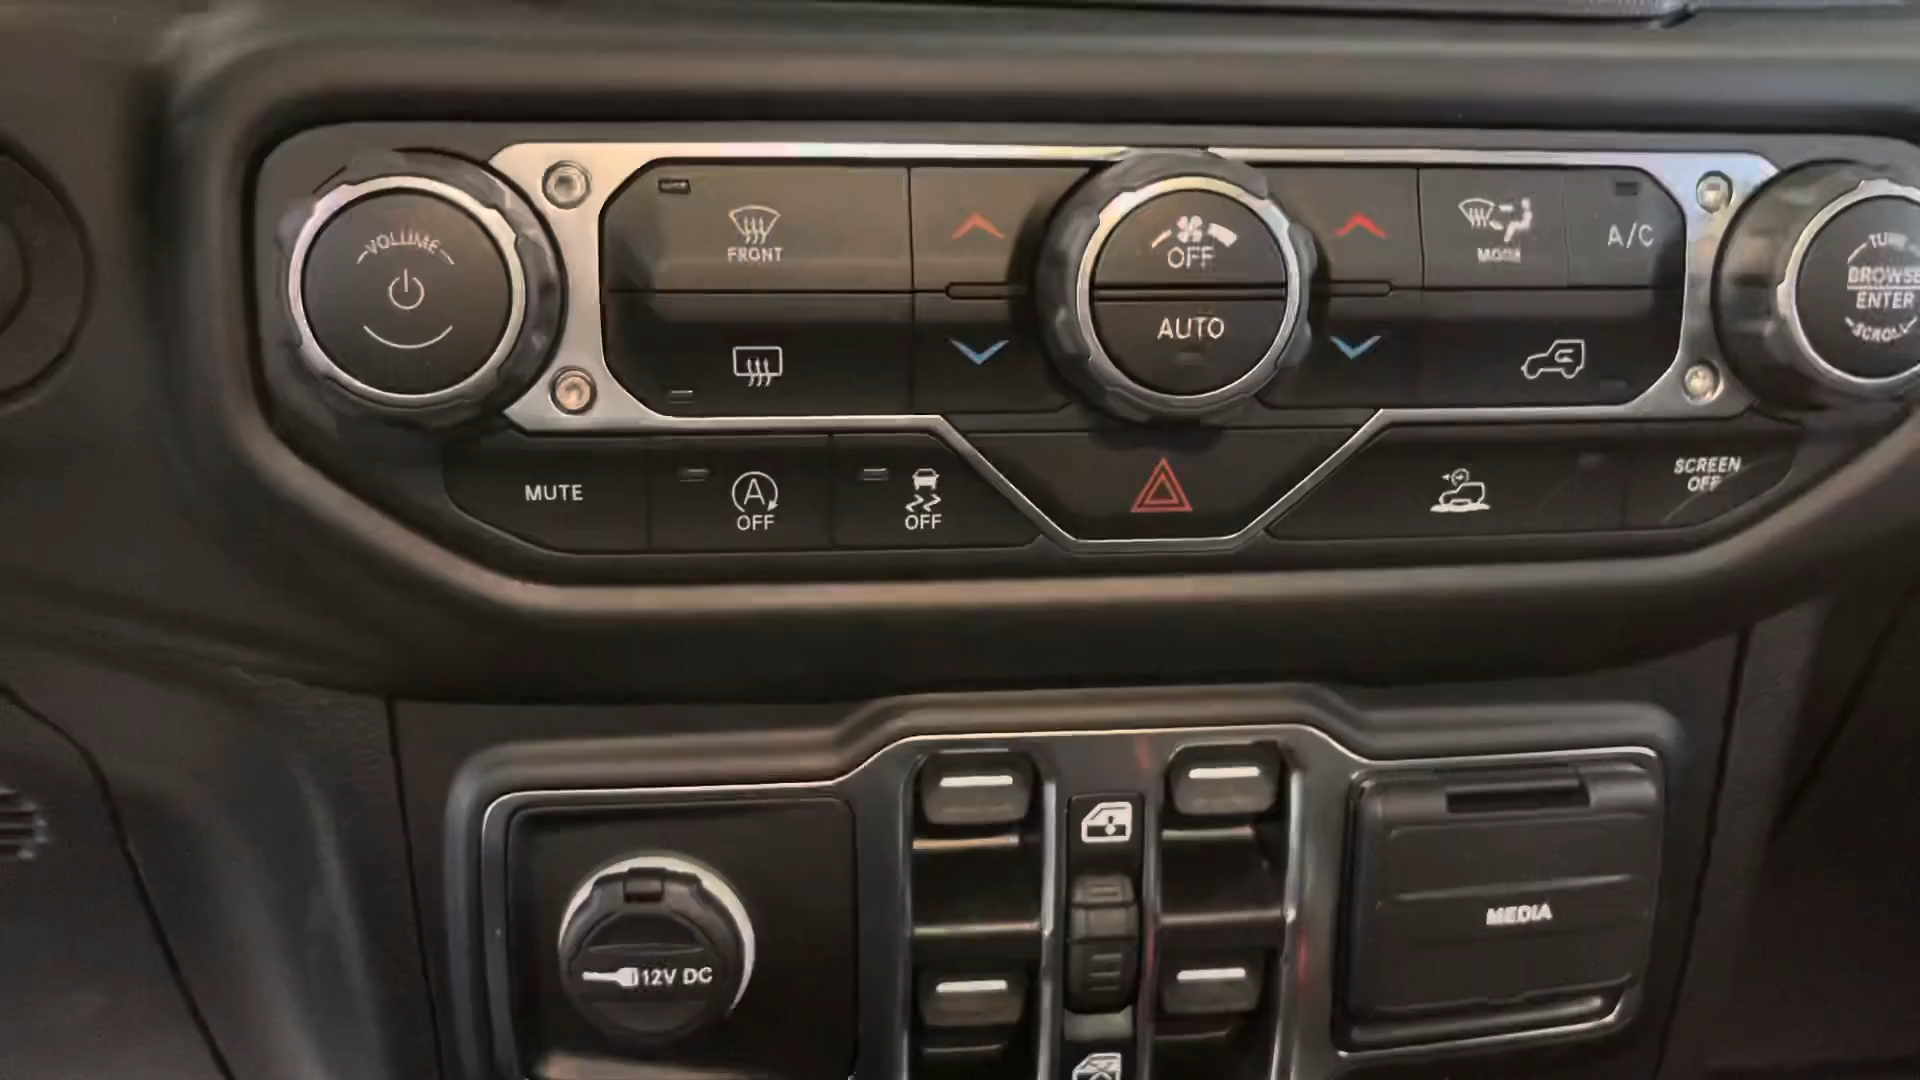 VOLUME
FRONT
OFF
AUTO
MODE
A/C
TUNE
BROWSE
ENTER
SCROLL
MUTE
A
OFF
OFF
SCREEN
OFF
12V DC
MEDIA